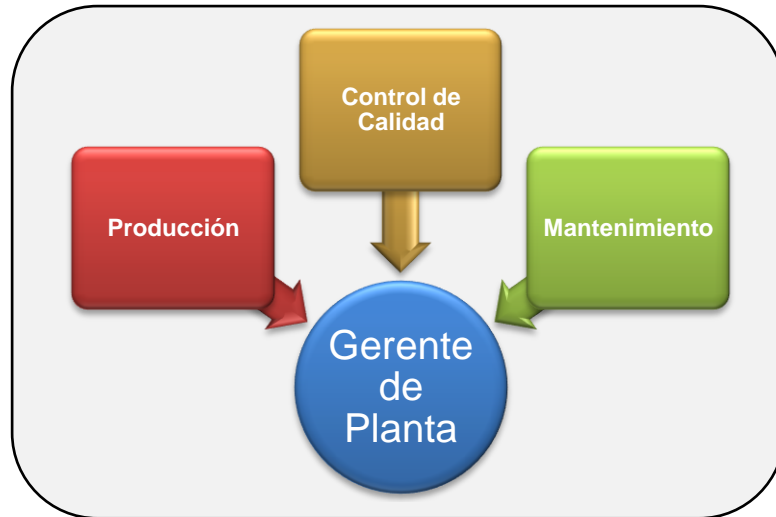 Control de
Calidad
Producción
Mantenimiento
Gerente
de
Planta